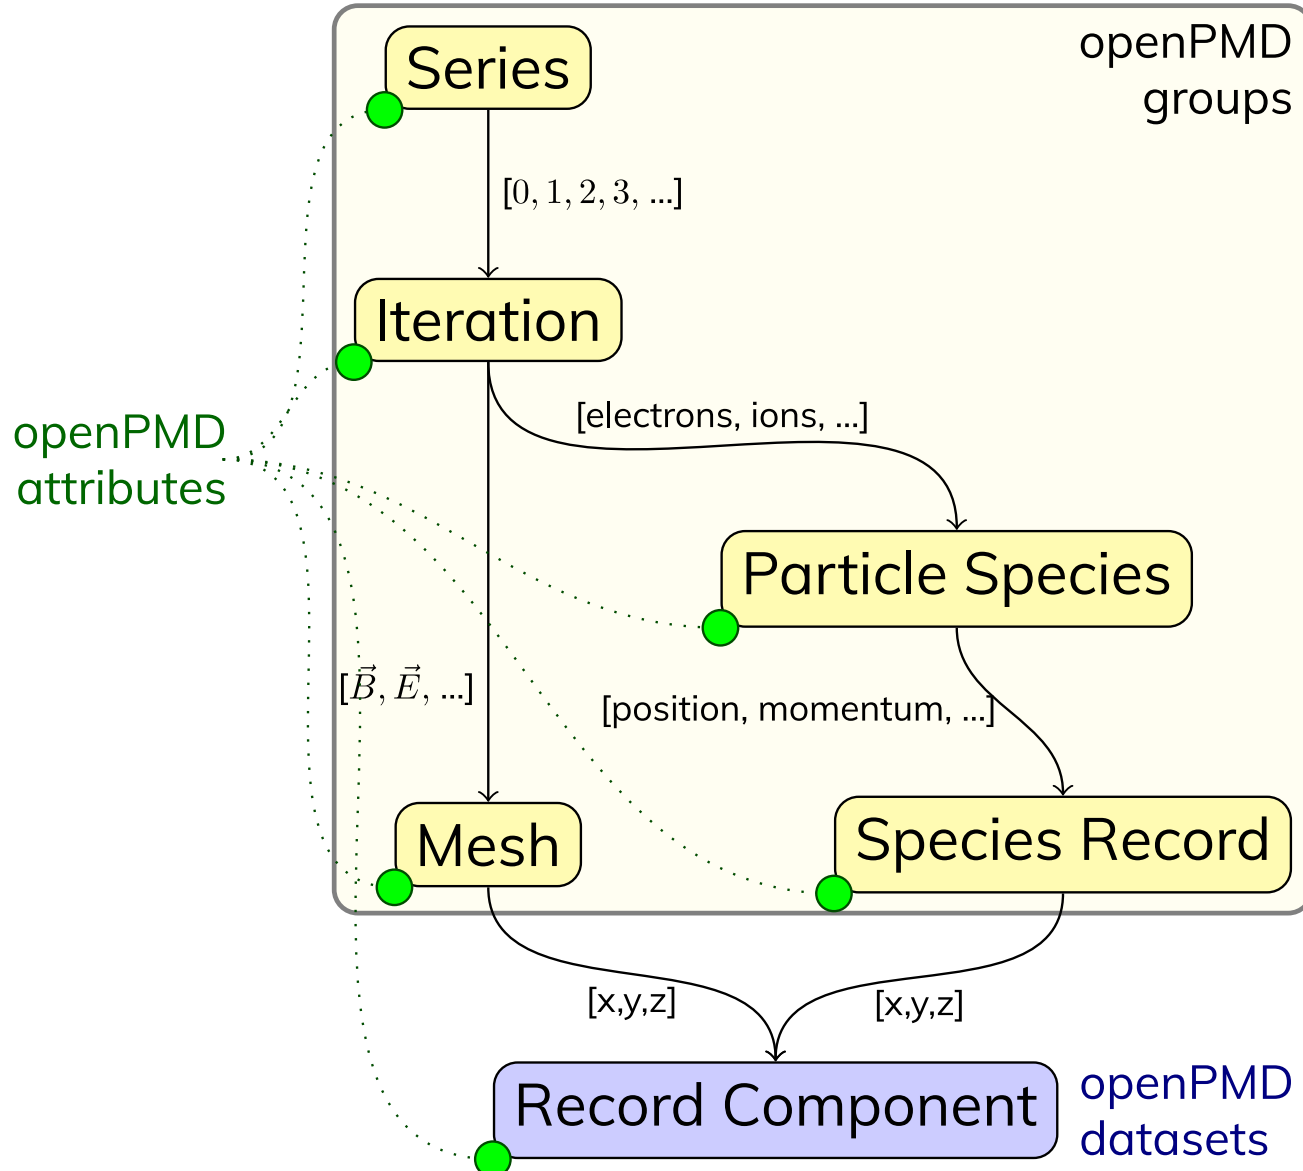 openPMD
groups
Series
[0, 1, 2, 3, ...]
Iteration
[electrons, ions, ...]
openPMD
attributes
Particle Species
[B⃗, E⃗, ...]
[position, momentum, ...]
Mesh
Species Record
[x,y,z]
[x,y,z]
Record Component
openPMD
datasets